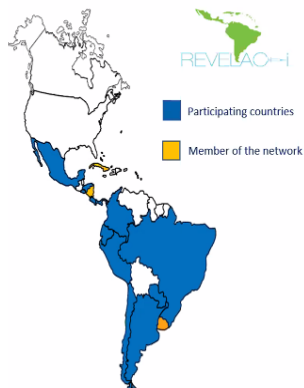 REVELAC-i
Participating countries
Member of the network